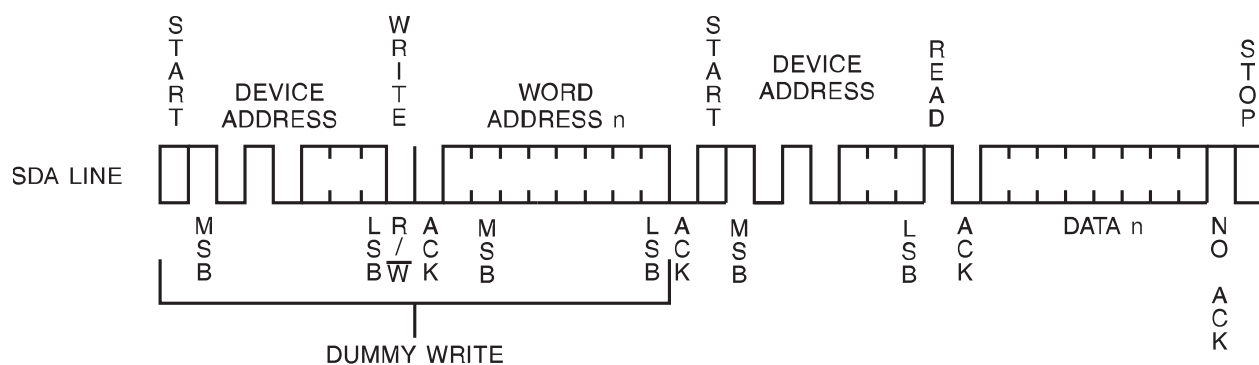 START
DEVICE
ADDRESS
WRITE
WORD
ADDRESS n
START
DEVICE
ADDRESS
READ
STOP
SDA LINE
MSB
LSB
R/W
ACK
MSB
LSB
ACK
MSB
LSB
ACK
DATA n
NO ACK
DUMMY WRITE